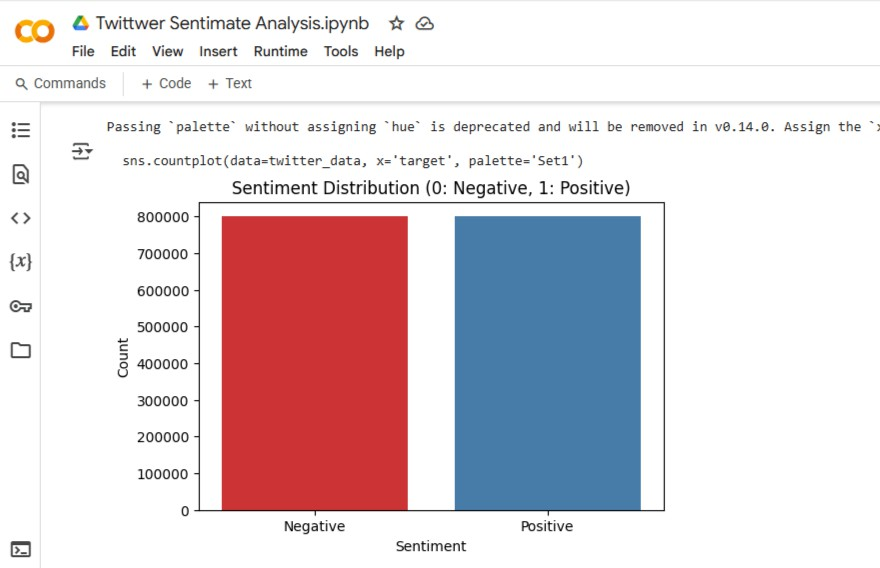 Twittwer Sentimate Analysis.ipynb
File Edit View Insert Runtime Tools Help
Commands + Code + Text
Passing `palette` without assigning `hue` is deprecated and will be removed in v0.14.0. Assign the `x
sns.countplot(data=twitter_data, x='target', palette='Set1')
Sentiment Distribution (0: Negative, 1: Positive)
800000
700000
600000
500000
400000
300000
200000
100000
0
Count
Negative Positive
Sentiment